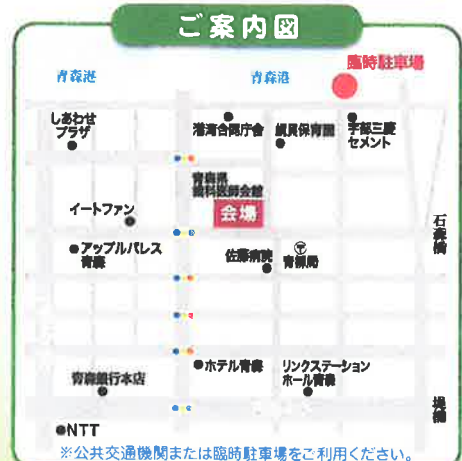 ご案内図
臨時駐車場
青森港
青森港
しあわせ
プラザ
港湾合同庁舎
網貝保育園
宇部三菱
セメント
青森県
歯科医師会館
会場
イートファン
石森橋
アップルパレス
青森
佐藤病院
青柳局
ホテル青森
リンクステーション
ホール青森
青森銀行本店
堤橋
NTT
※公共交通機関または臨時駐車場をご利用ください。